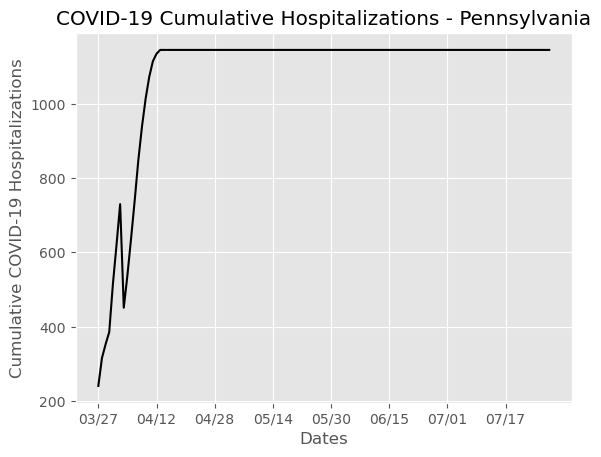 COVID-19 Cumulative Hospitalizations - Pennsylvania
Cumulative COVID-19 Hospitalizations
1000
800
600
400
200
03/27 04/12 04/28 05/14 05/30 06/15 07/01 07/17
Dates